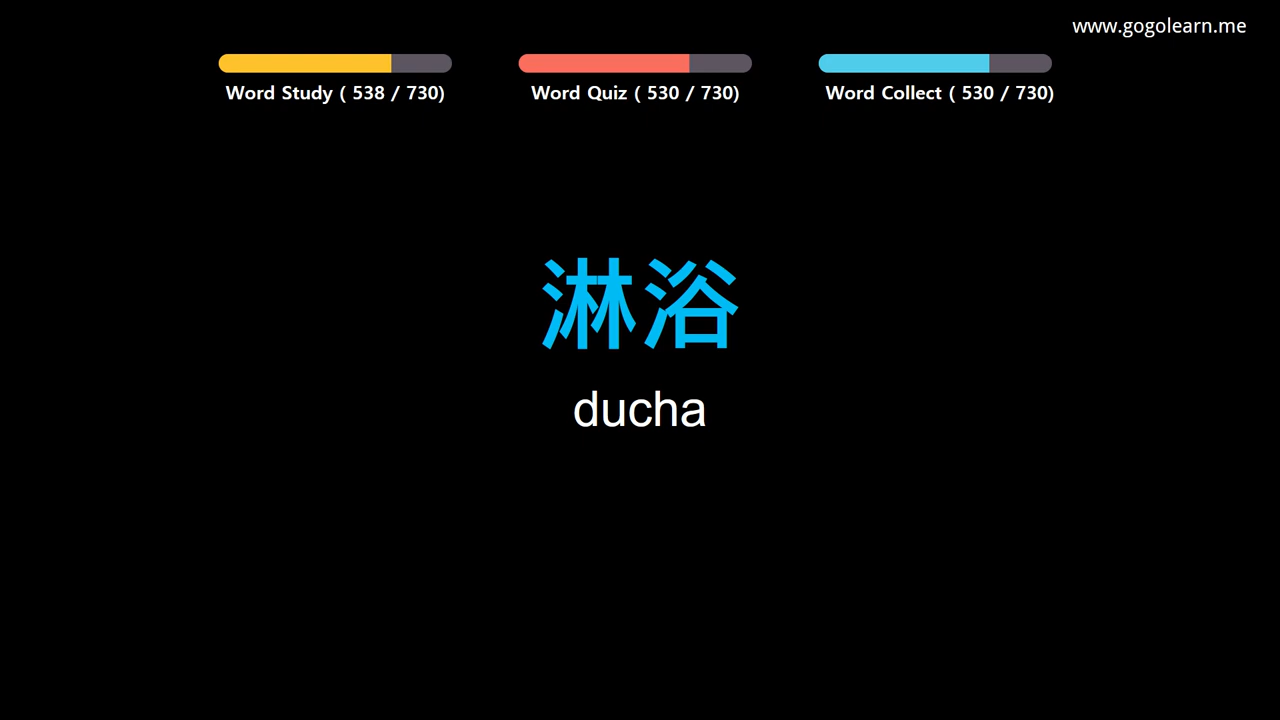 www.gogolearn.me
Word Study ( 538 / 730)
Word Quiz ( 530 / 730)
Word Collect ( 530 / 730)
淋浴
ducha